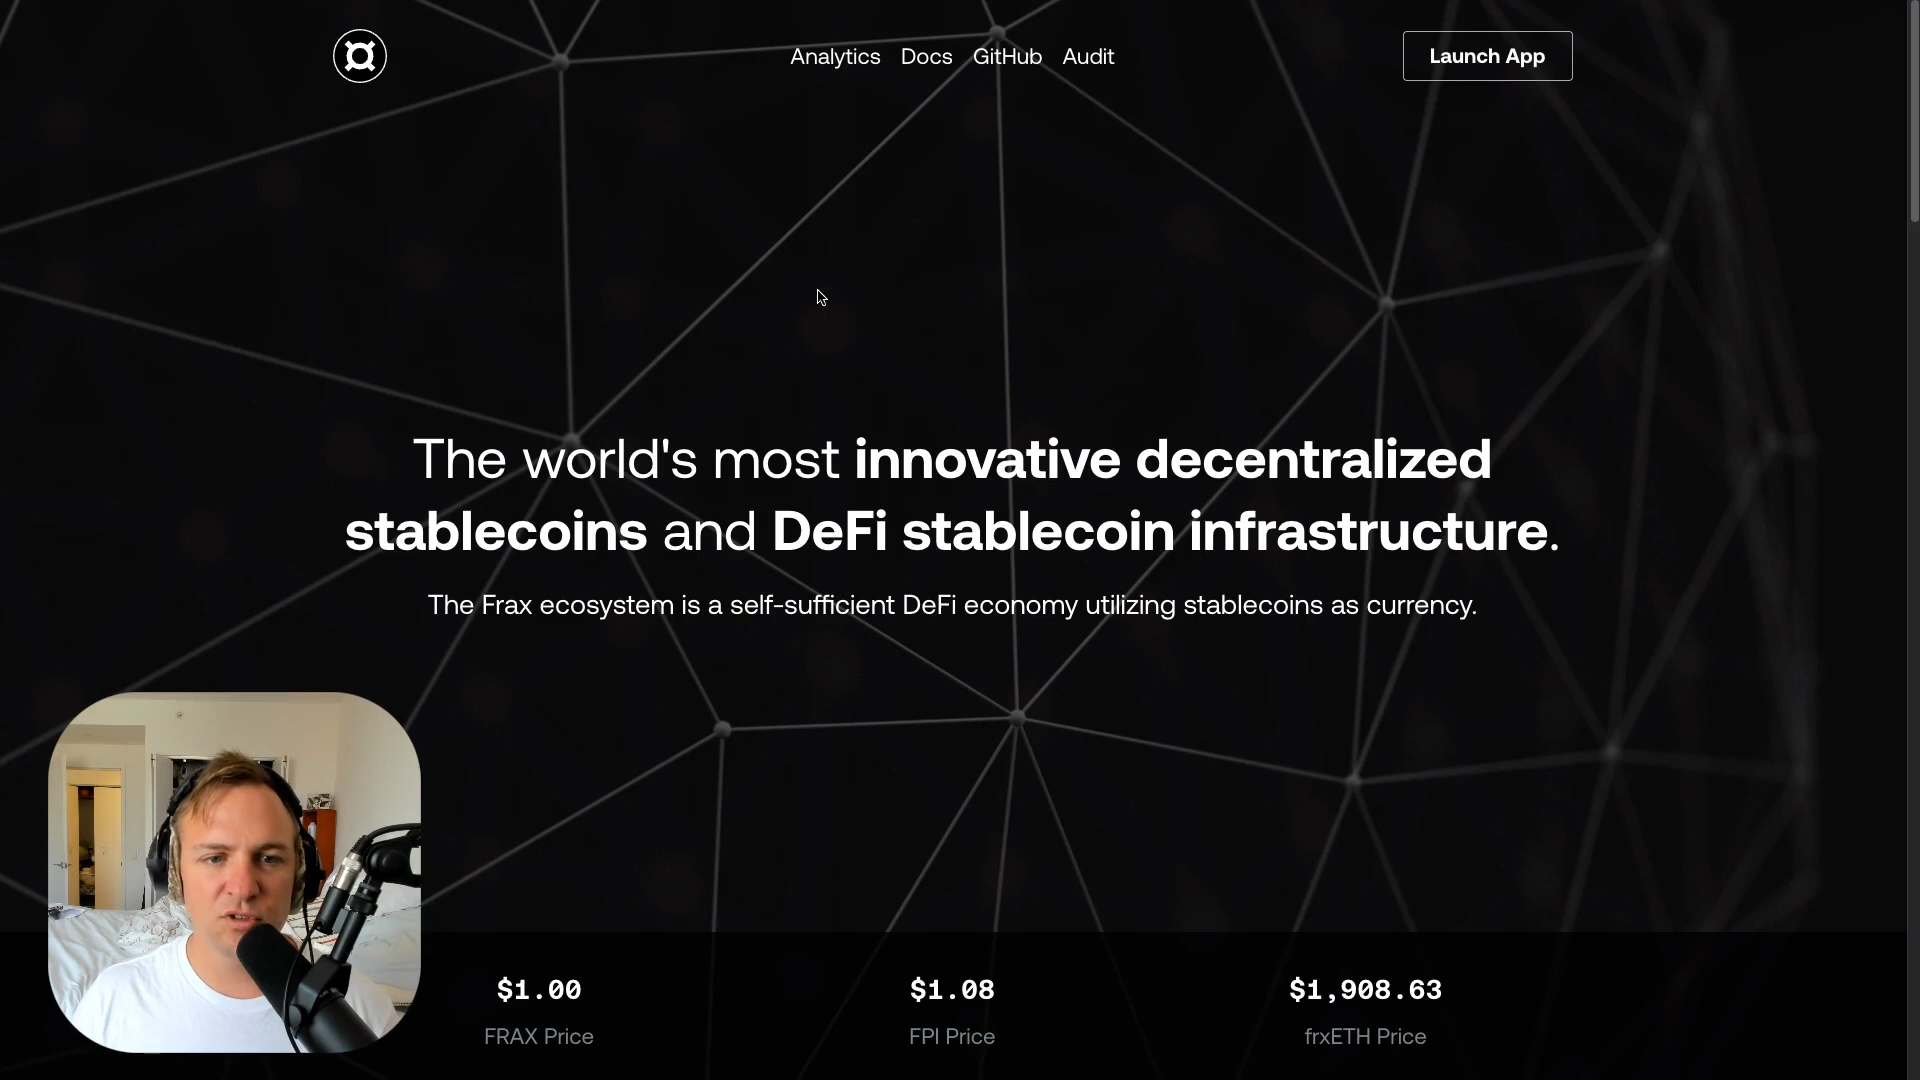 Analytics Docs GitHub Audit
Launch App
The world's most innovative decentralized
stablecoins and DeFi stablecoin infrastructure.
The Frax ecosystem is a self-sufficient DeFi economy utilizing stablecoins as currency.
$1.00
FRAX Price
$1.08
FPI Price
$1,908.63
frxETH Price